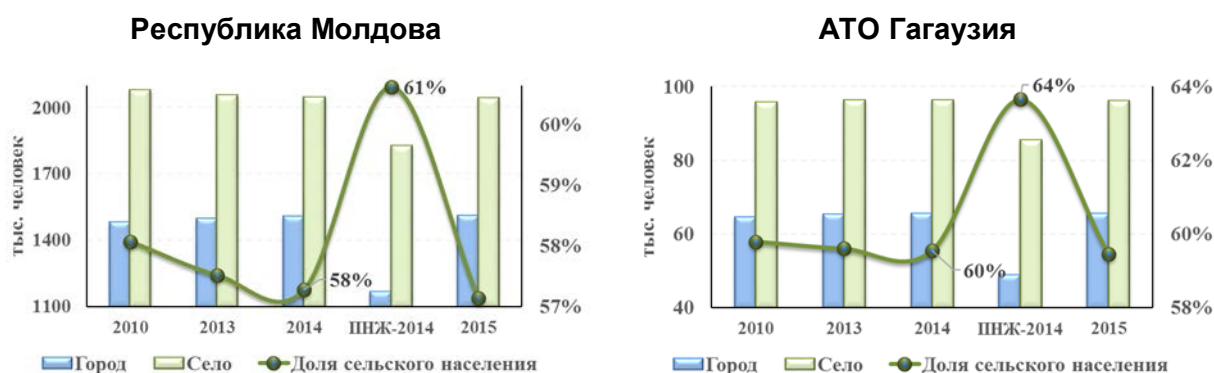 Республика Молдова
2000
1700
1400
1100
тыс. человек
61%
58%
60%
59%
58%
57%
2010
2013
2014
ПНЖ-2014
2015
Город
Село
Доля сельского населения
АТО Гагаузия
100
80
60
40
тыс. человек
64%
60%
64%
62%
60%
58%
2010
2013
2014
ПНЖ-2014
2015
Город
Село
Доля сельского населения